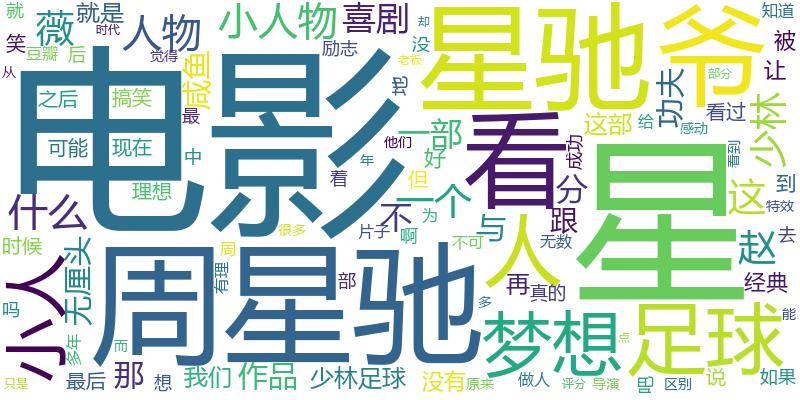 就
薇
就是
人物
小人物
喜剧
却
没
爷
知道
被
笑
豆瓣
后
时代
觉得
励志
老板
让
从
电影
咸鱼
把
星驰
部分
功夫
之后
搞笑
最
他们
一部
看
这部
给
看过
少林
感动
可能
现在
中
年
好
成功
星
看到
理想
着
但
分
这
到
特效
什么
不
一个
为
与
跟
人
赵
去
时候
无厘头
很多
片子
啊
不可
无数
周
有理
部
再
真的
经典
小人
吗
周星驰
多
梦想
足球
能
多年
而
点
只是
最后
那
想
我们
作品
少林足球
没有
原来
做人
评分
导演
吧
区别
说
如果